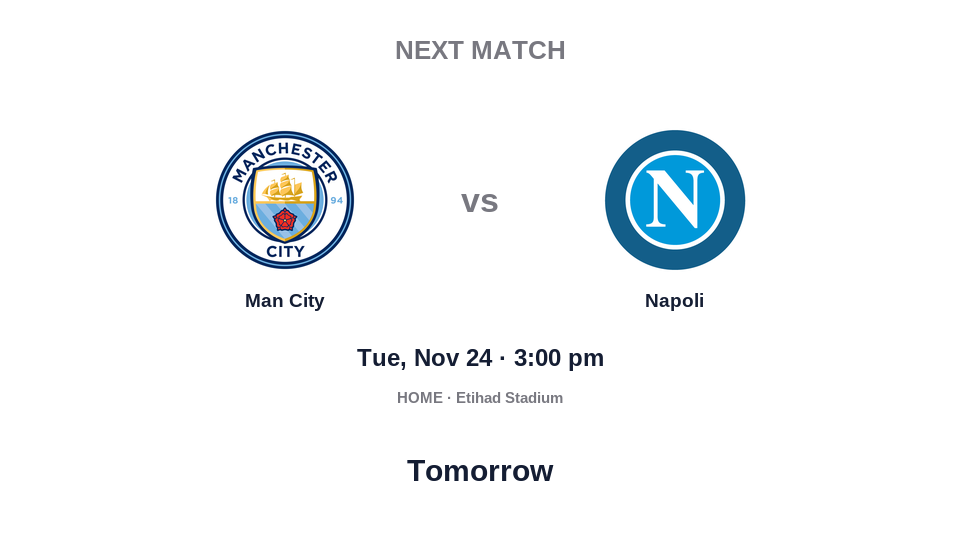 NEXT MATCH
MANCHESTER
18 94
CITY
vs
N
Man City
Napoli
Tue, Nov 24 · 3:00 pm
HOME · Etihad Stadium
Tomorrow